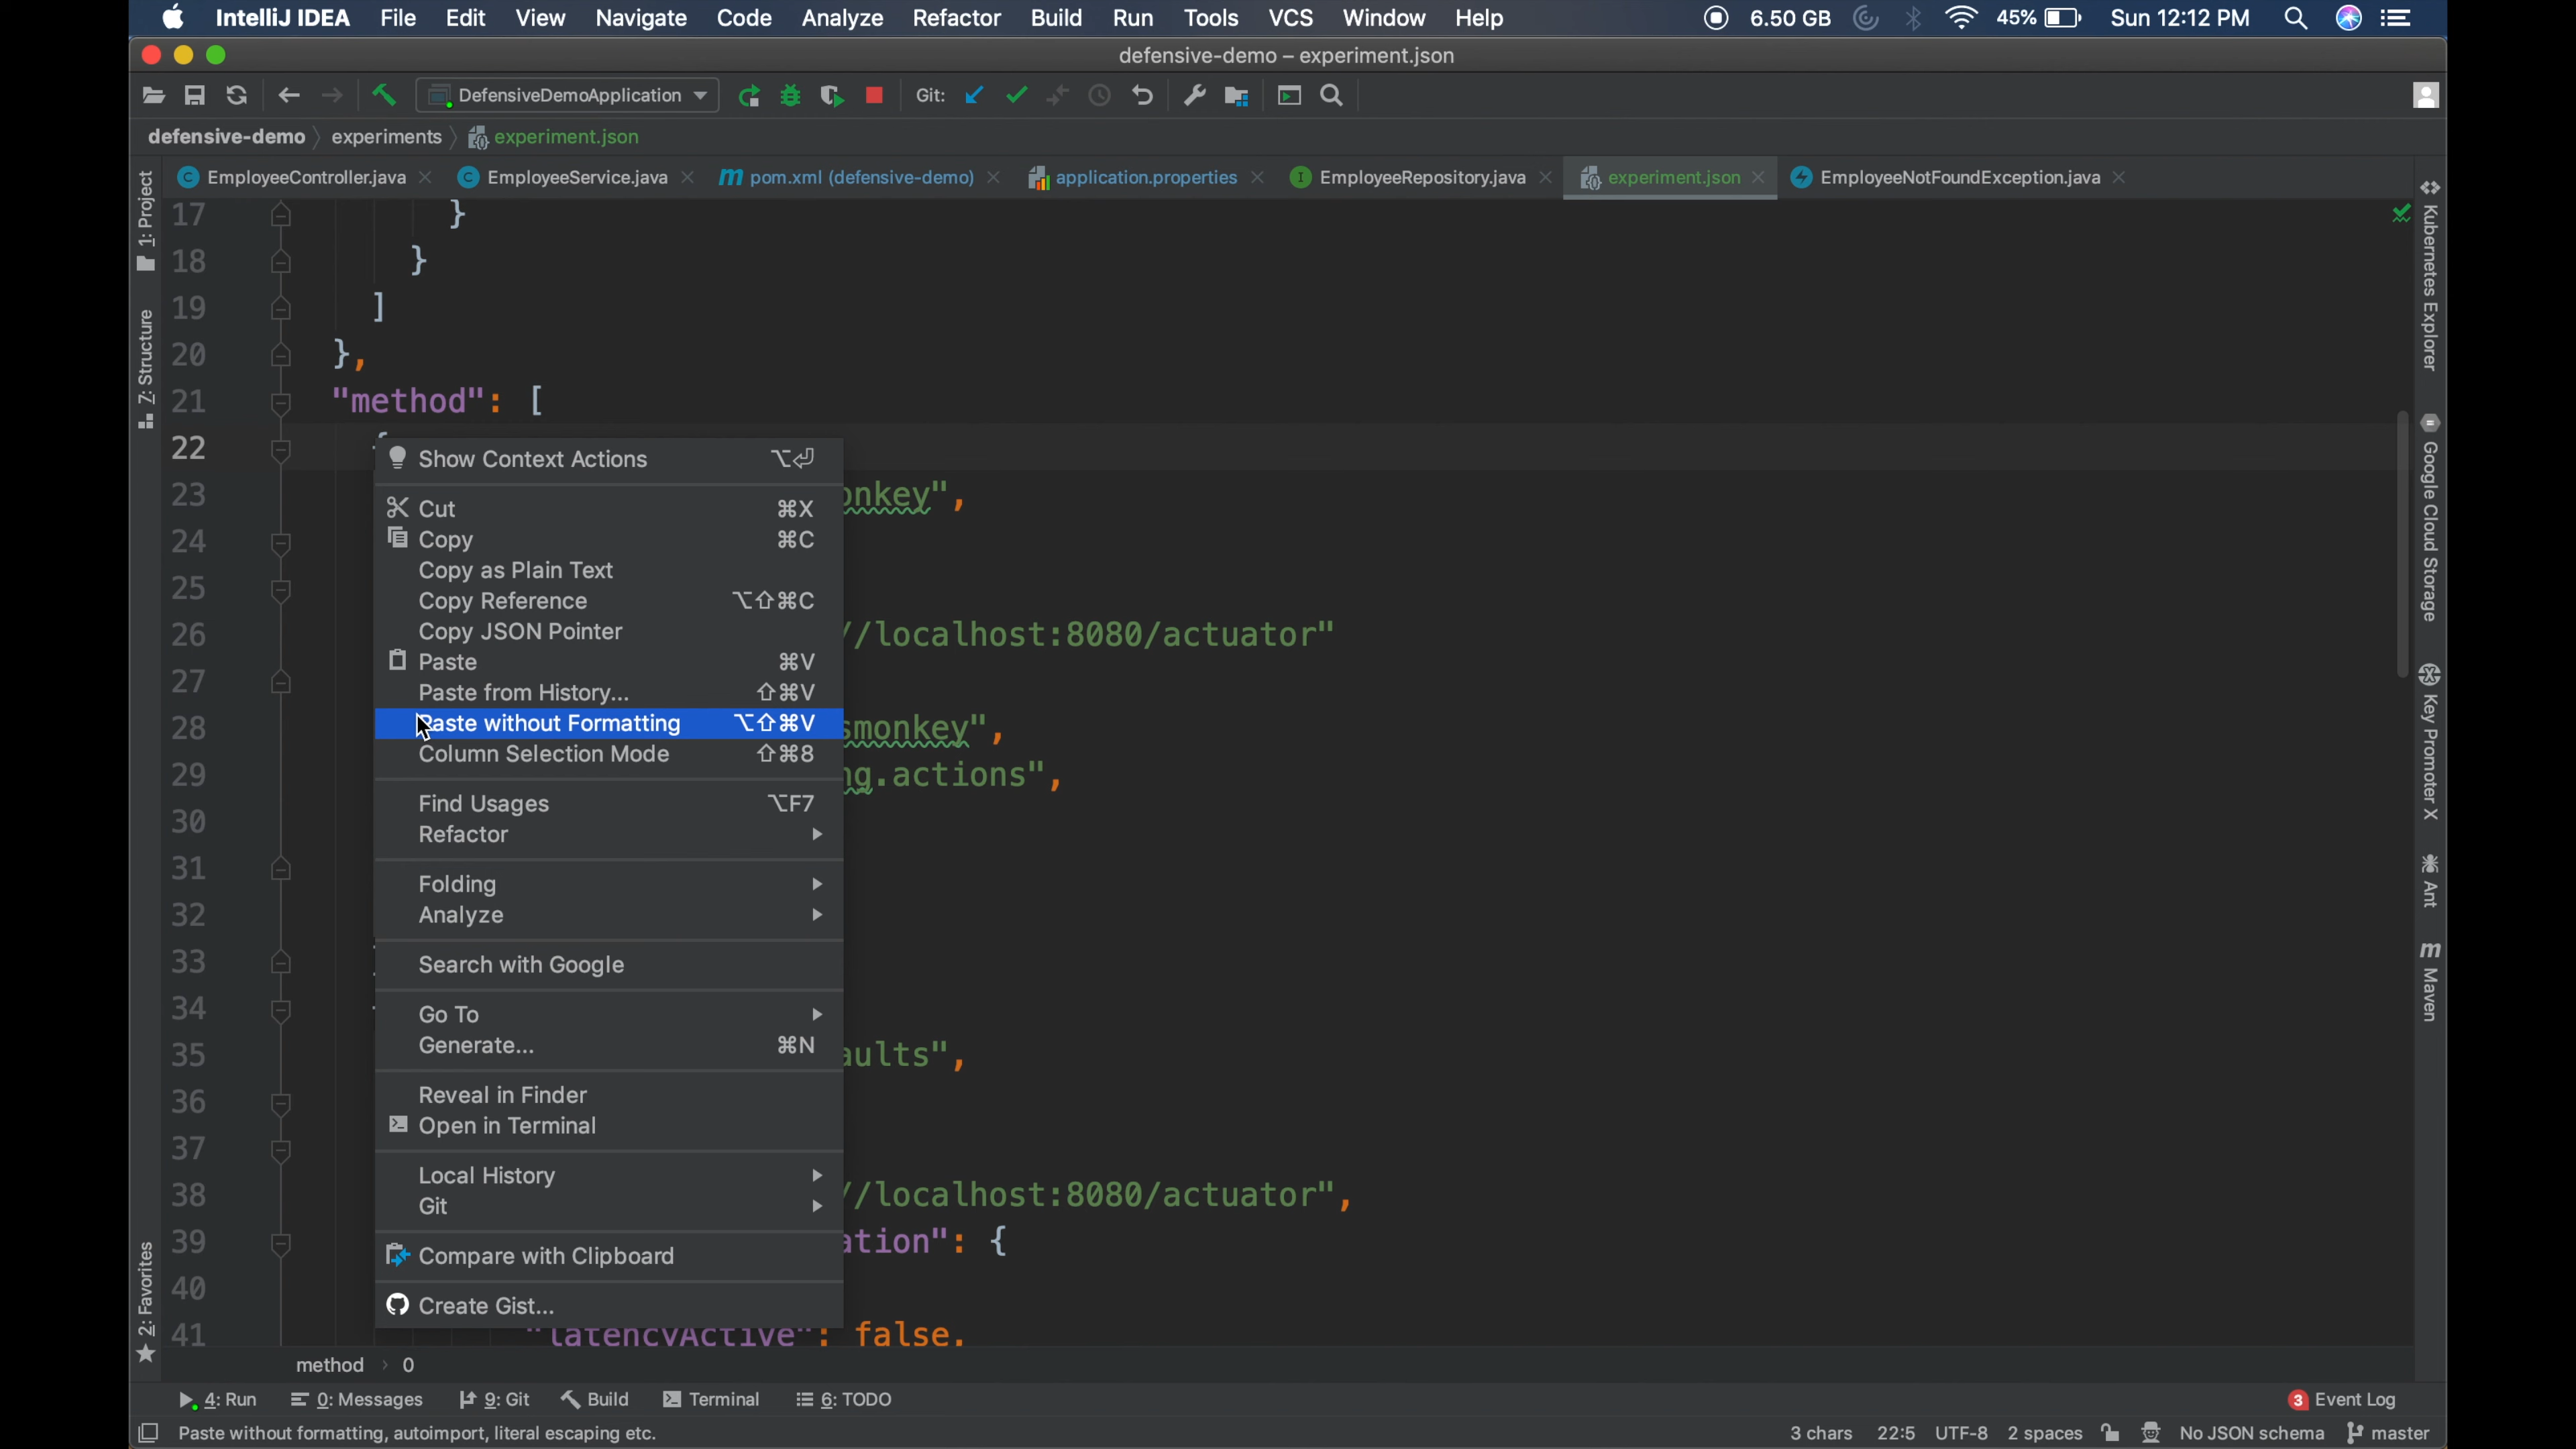 IntelliJ IDEA File Edit View Navigate Code Analyze Refactor Build Run Tools VCS Window Help 6.50 GB 45% Sun 12:12 PM
defensive-demo – experiment.json
DefensiveDemoApplication Git:
defensive-demo experiments experiment.json
EmployeeController.java EmployeeService.java pom.xml (defensive-demo) application.properties EmployeeRepository.java experiment.json EmployeeNotFoundException.java
17 }
18 }
19 ]
20 },
21 "method": [
22 {
Show Context Actions ⌥⏎
23 onkey",
Cut ⌘X
24
Copy ⌘C
Copy as Plain Text
25
Copy Reference ⌥⇧⌘C
26 //localhost:8080/actuator"
Copy JSON Pointer
Paste ⌘V
27
Paste from History... ⇧⌘V
28 smonkey",
Paste without Formatting ⌥⇧⌘V
Column Selection Mode ⇧⌘8
29 ng.actions",
Find Usages ⌥F7
30
Refactor
31
Folding
32
Analyze
33
Search with Google
34
Go To
Generate... ⌘N
35 aults",
36
Reveal in Finder
Open in Terminal
37
Local History
38 //localhost:8080/actuator",
Git
39 ation": {
Compare with Clipboard
40
Create Gist...
41 "latencyActive": false,
method › 0
1: Project
7: Structure
2: Favorites
Kubernetes Explorer
Google Cloud Storage
Key Promoter X
Ant
m Maven
4: Run 0: Messages 9: Git Build Terminal 6: TODO 3 Event Log
Paste without formatting, autoimport, literal escaping etc. 3 chars 22:5 UTF-8 2 spaces No JSON schema master